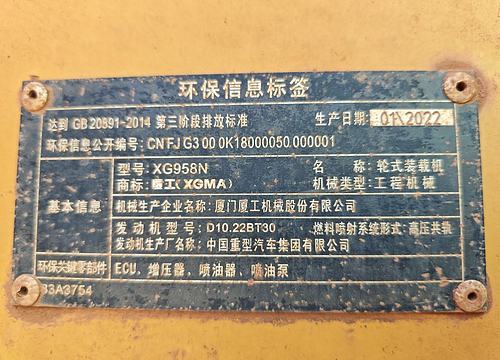 环保信息标签
达到 GB 20891-2014 第三阶段排放标准 生产日期: 01\2022
环保信息公开编号: CN FJ G3 00 0K18000050 000001
型号: XG958N 名 称: 轮式装载机
商标: 厦工 (XGMA) 机械类型: 工程机械
基本信息
机械生产企业名称: 厦门厦工机械股份有限公司
发动机型号: D10.22BT30 燃料喷射系统形式: 高压共轨
发动机生产厂名称: 中国重型汽车集团有限公司
环保关键零部件 ECU、增压器、喷油器、喷油泵
33A3754